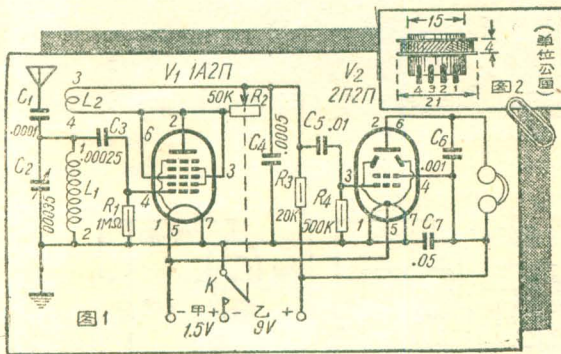 V1 1A2П
V2
2П2П
C1
.0001
C2
.00035
3
L2
4
C3
.00025
1
L1
2
R1
1MΩ
6
2
4
3
1
5
7
50K
R2
C4
.0005
C5 .01
R3
20K
R4
500K
2
6
3
4
1
5
7
C6
.001
C7
.05
K
- 甲 + - 乙 +
1.5V
9V
图1
15
4
4 3 2 1
21
图2
(单位公厘)